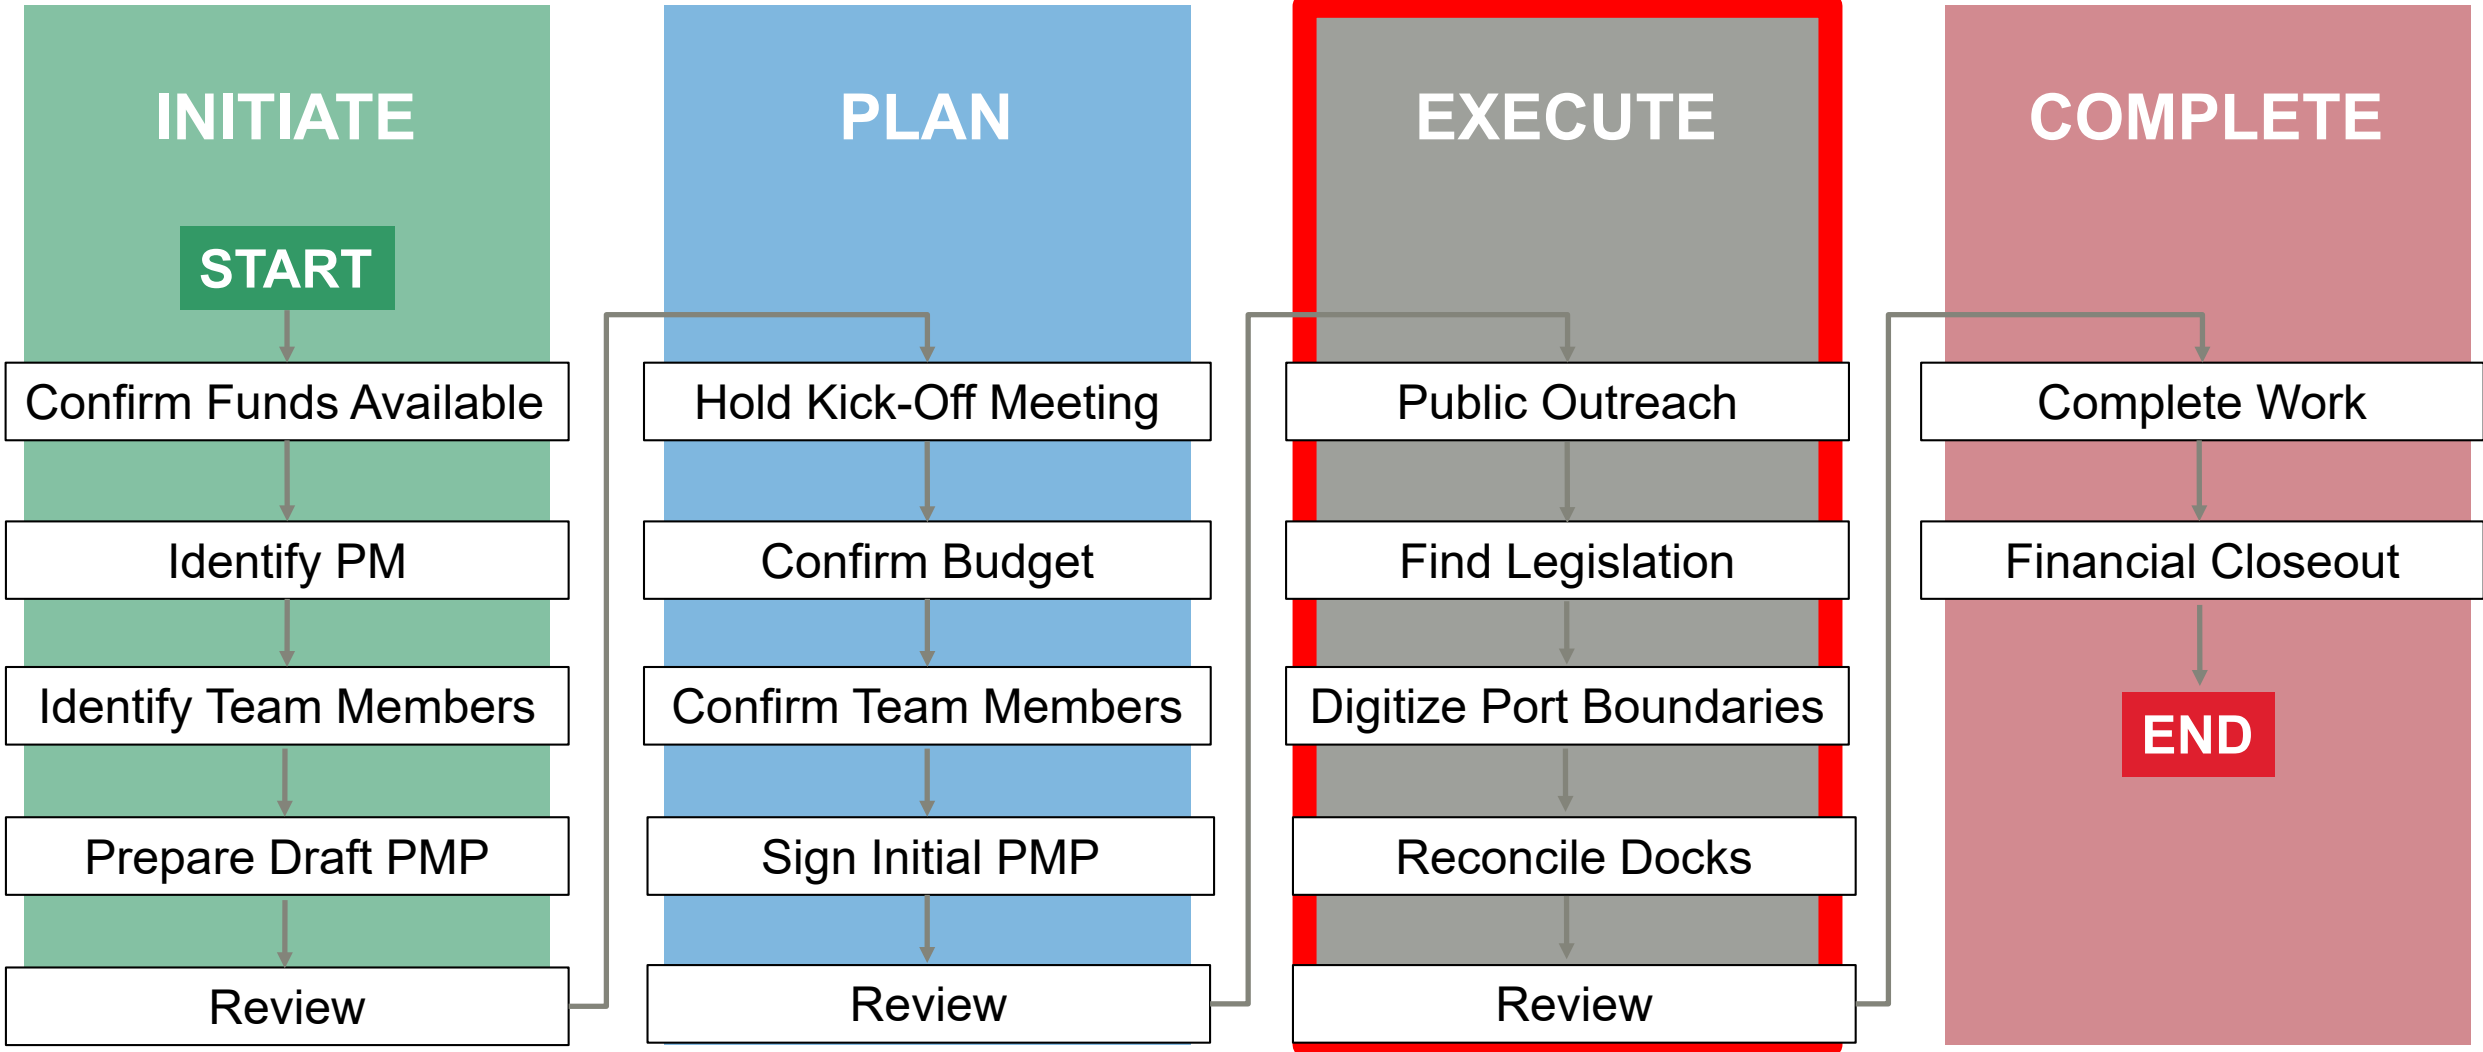 INITIATE
START
Confirm Funds Available
Identify PM
Identify Team Members
Prepare Draft PMP
Review
PLAN
Hold Kick-Off Meeting
Confirm Budget
Confirm Team Members
Sign Initial PMP
Review
EXECUTE
Public Outreach
Find Legislation
Digitize Port Boundaries
Reconcile Docks
Review
COMPLETE
Complete Work
Financial Closeout
END